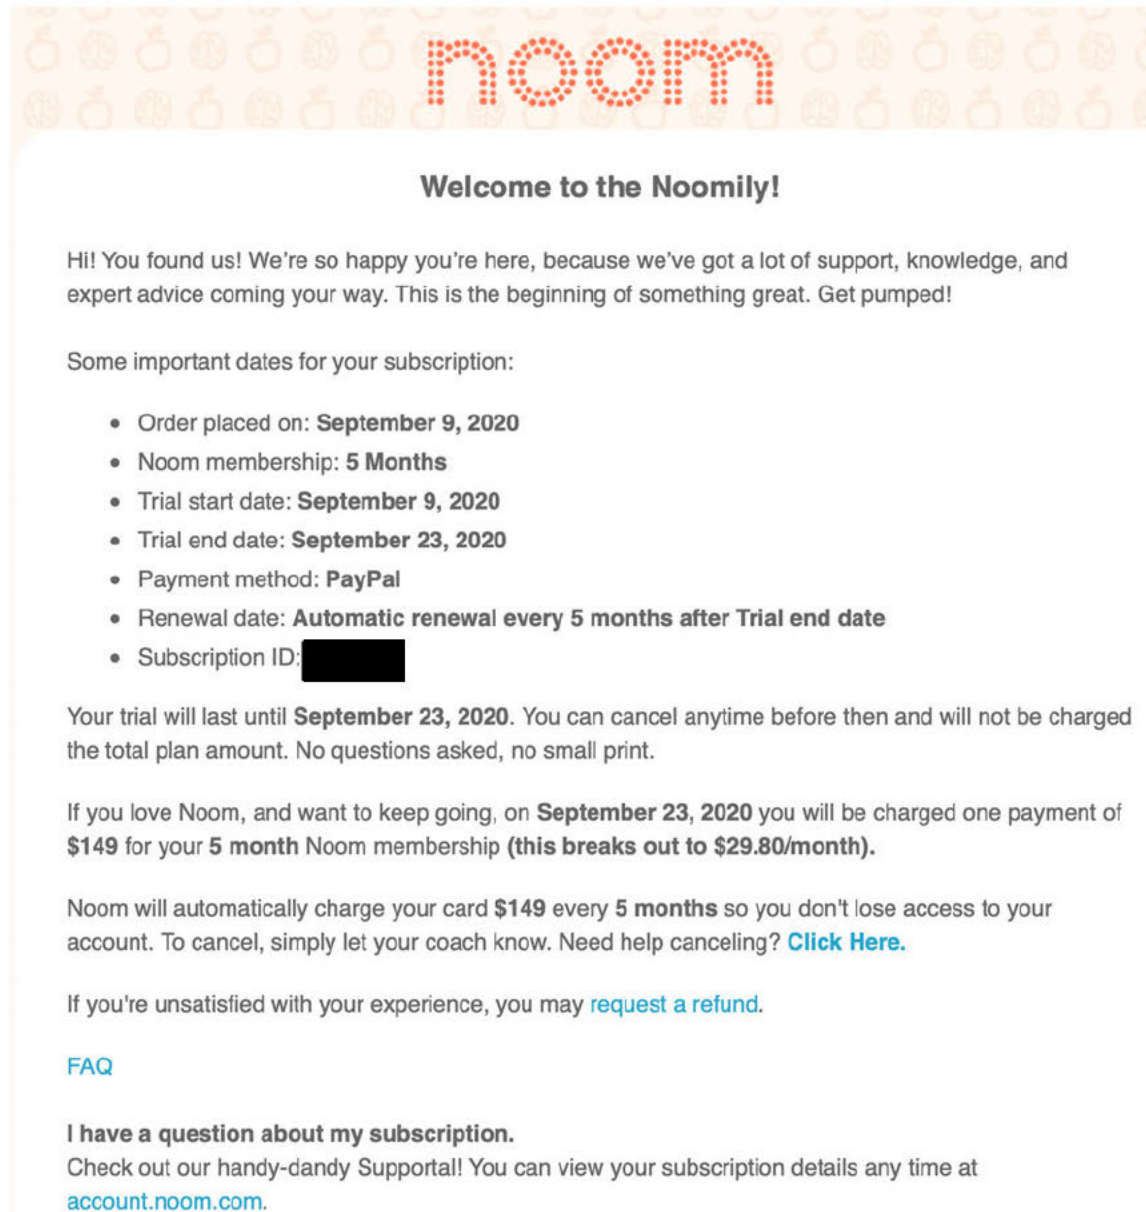 noom
Welcome to the Noomily!
Hi! You found us! We're so happy you're here, because we've got a lot of support, knowledge, and
expert advice coming your way. This is the beginning of something great. Get pumped!
Some important dates for your subscription:
• Order placed on: September 9, 2020
• Noom membership: 5 Months
• Trial start date: September 9, 2020
• Trial end date: September 23, 2020
• Payment method: PayPal
• Renewal date: Automatic renewal every 5 months after Trial end date
• Subscription ID:
Your trial will last until September 23, 2020. You can cancel anytime before then and will not be charged
the total plan amount. No questions asked, no small print.
If you love Noom, and want to keep going, on September 23, 2020 you will be charged one payment of
$149 for your 5 month Noom membership (this breaks out to $29.80/month).
Noom will automatically charge your card $149 every 5 months so you don't lose access to your
account. To cancel, simply let your coach know. Need help canceling? Click Here.
If you're unsatisfied with your experience, you may request a refund.
FAQ
I have a question about my subscription.
Check out our handy-dandy Supportal! You can view your subscription details any time at
account.noom.com.